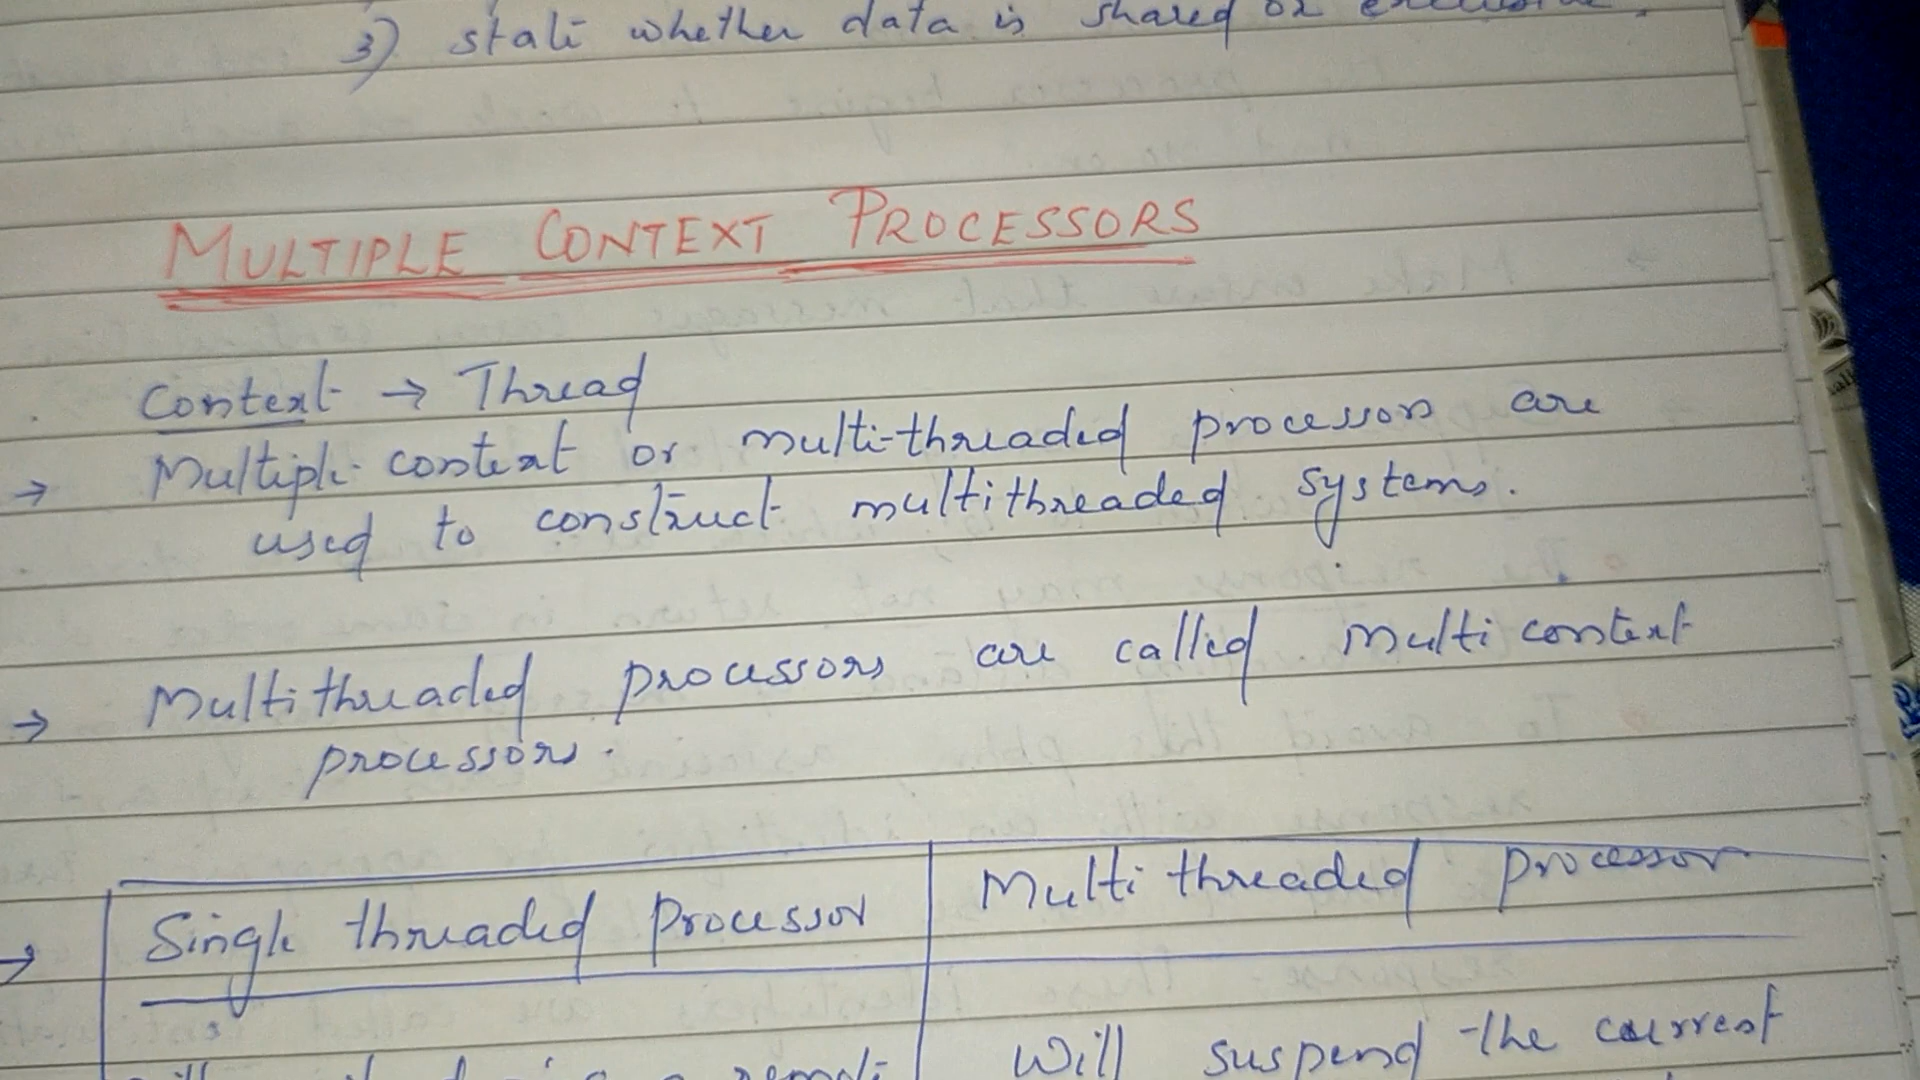 3) state whether data is shared or exclusive.
MULTIPLE CONTEXT PROCESSORS
Context → Thread
→ Multiple context or multi-threaded processors are
used to construct multithreaded systems.
→ Multithreaded processors are called multi context
processors.
→ Single threaded Processor | Multi threaded processor
Will suspend the current